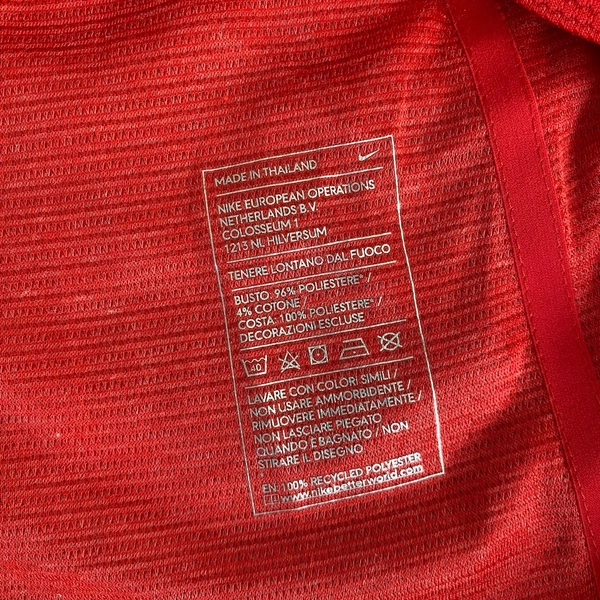 MADE IN THAILAND
NIKE EUROPEAN OPERATIONS
NETHERLANDS B.V.
COLOSSEUM 1
1213 NL HILVERSUM
TENERE LONTANO DAL FUOCO
BUSTO: 96% POLIESTERE* /
4% COTONE /
COSTA: 100% POLIESTERE* /
DECORAZIONI ESCLUSE
40
LAVARE CON COLORI SIMILI /
NON USARE AMMORBIDENTE /
RIMUOVERE IMMEDIATAMENTE /
NON LASCIARE PIEGATO
QUANDO È BAGNATO / NON
STIRARE IL DISEGNO
EN: 100% RECYCLED POLYESTER
www.nikebetterworld.com